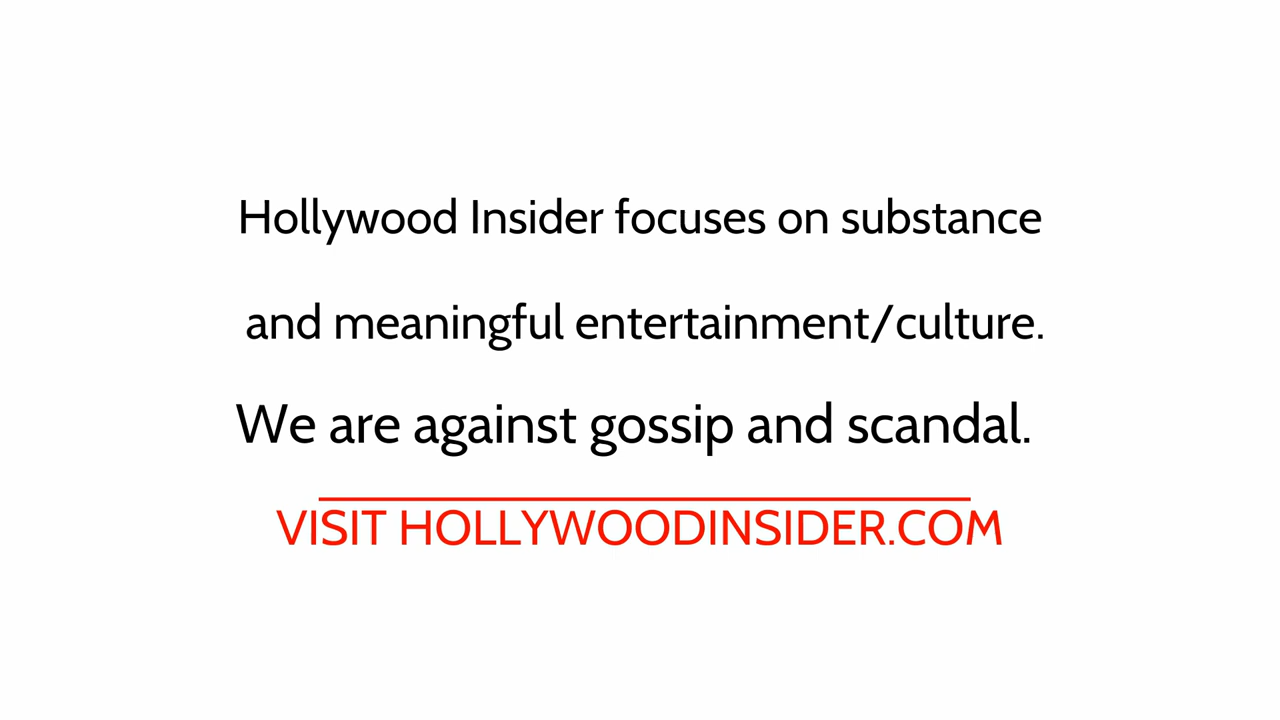 Hollywood Insider focuses on substance
and meaningful entertainment/culture.
We are against gossip and scandal.
VISIT HOLLYWOODINSIDER.COM